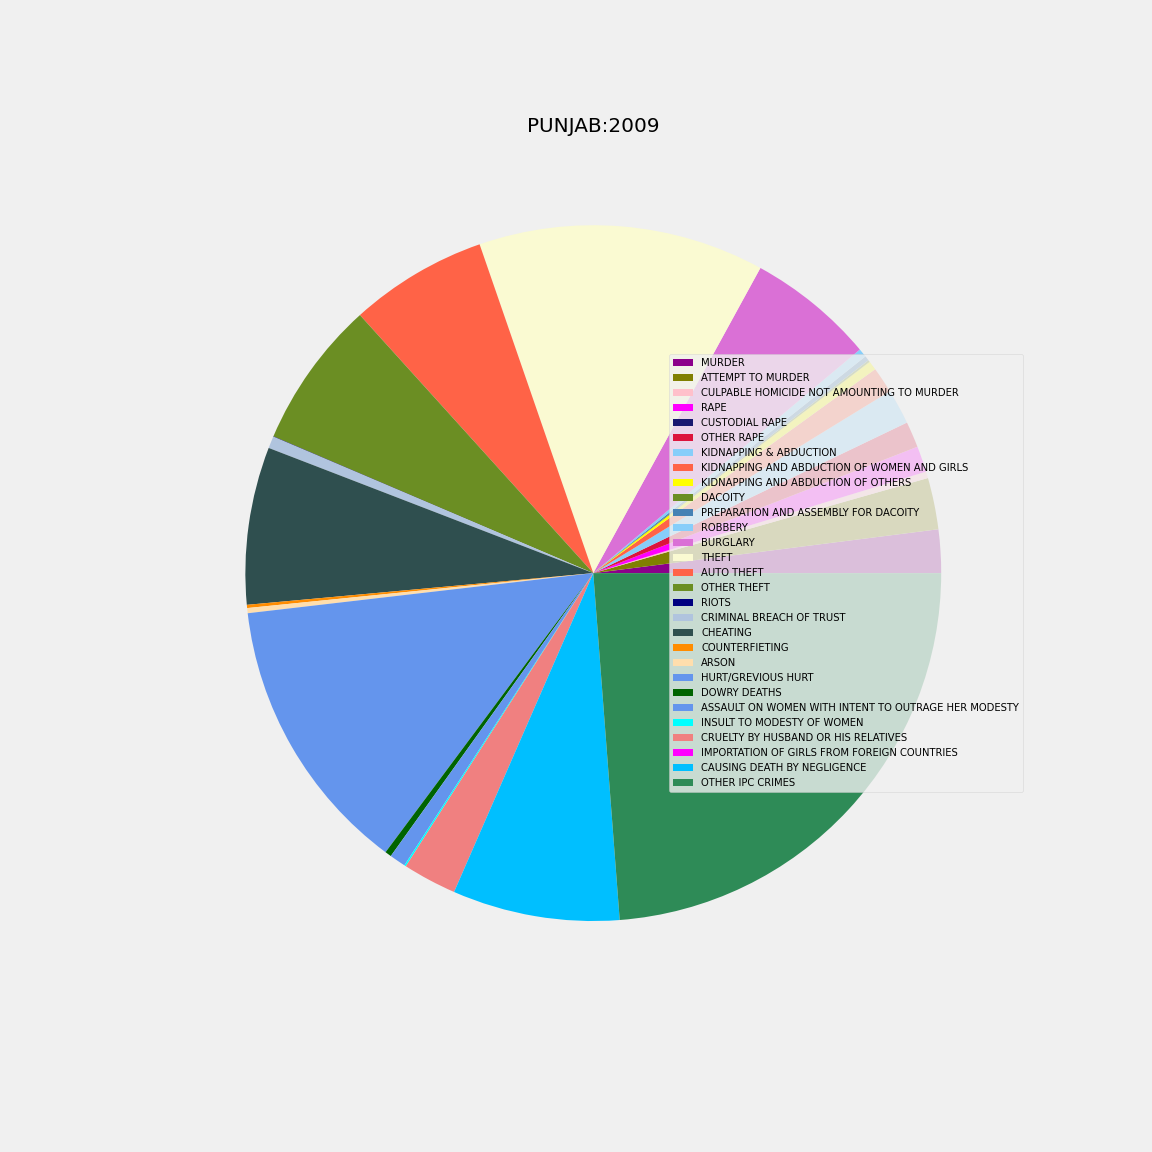 PUNJAB:2009
MURDER
ATTEMPT TO MURDER
CULPABLE HOMICIDE NOT AMOUNTING TO MURDER
RAPE
CUSTODIAL RAPE
OTHER RAPE
KIDNAPPING & ABDUCTION
KIDNAPPING AND ABDUCTION OF WOMEN AND GIRLS
KIDNAPPING AND ABDUCTION OF OTHERS
DACOITY
PREPARATION AND ASSEMBLY FOR DACOITY
ROBBERY
BURGLARY
THEFT
AUTO THEFT
OTHER THEFT
RIOTS
CRIMINAL BREACH OF TRUST
CHEATING
COUNTERFIETING
ARSON
HURT/GREVIOUS HURT
DOWRY DEATHS
ASSAULT ON WOMEN WITH INTENT TO OUTRAGE HER MODESTY
INSULT TO MODESTY OF WOMEN
CRUELTY BY HUSBAND OR HIS RELATIVES
IMPORTATION OF GIRLS FROM FOREIGN COUNTRIES
CAUSING DEATH BY NEGLIGENCE
OTHER IPC CRIMES